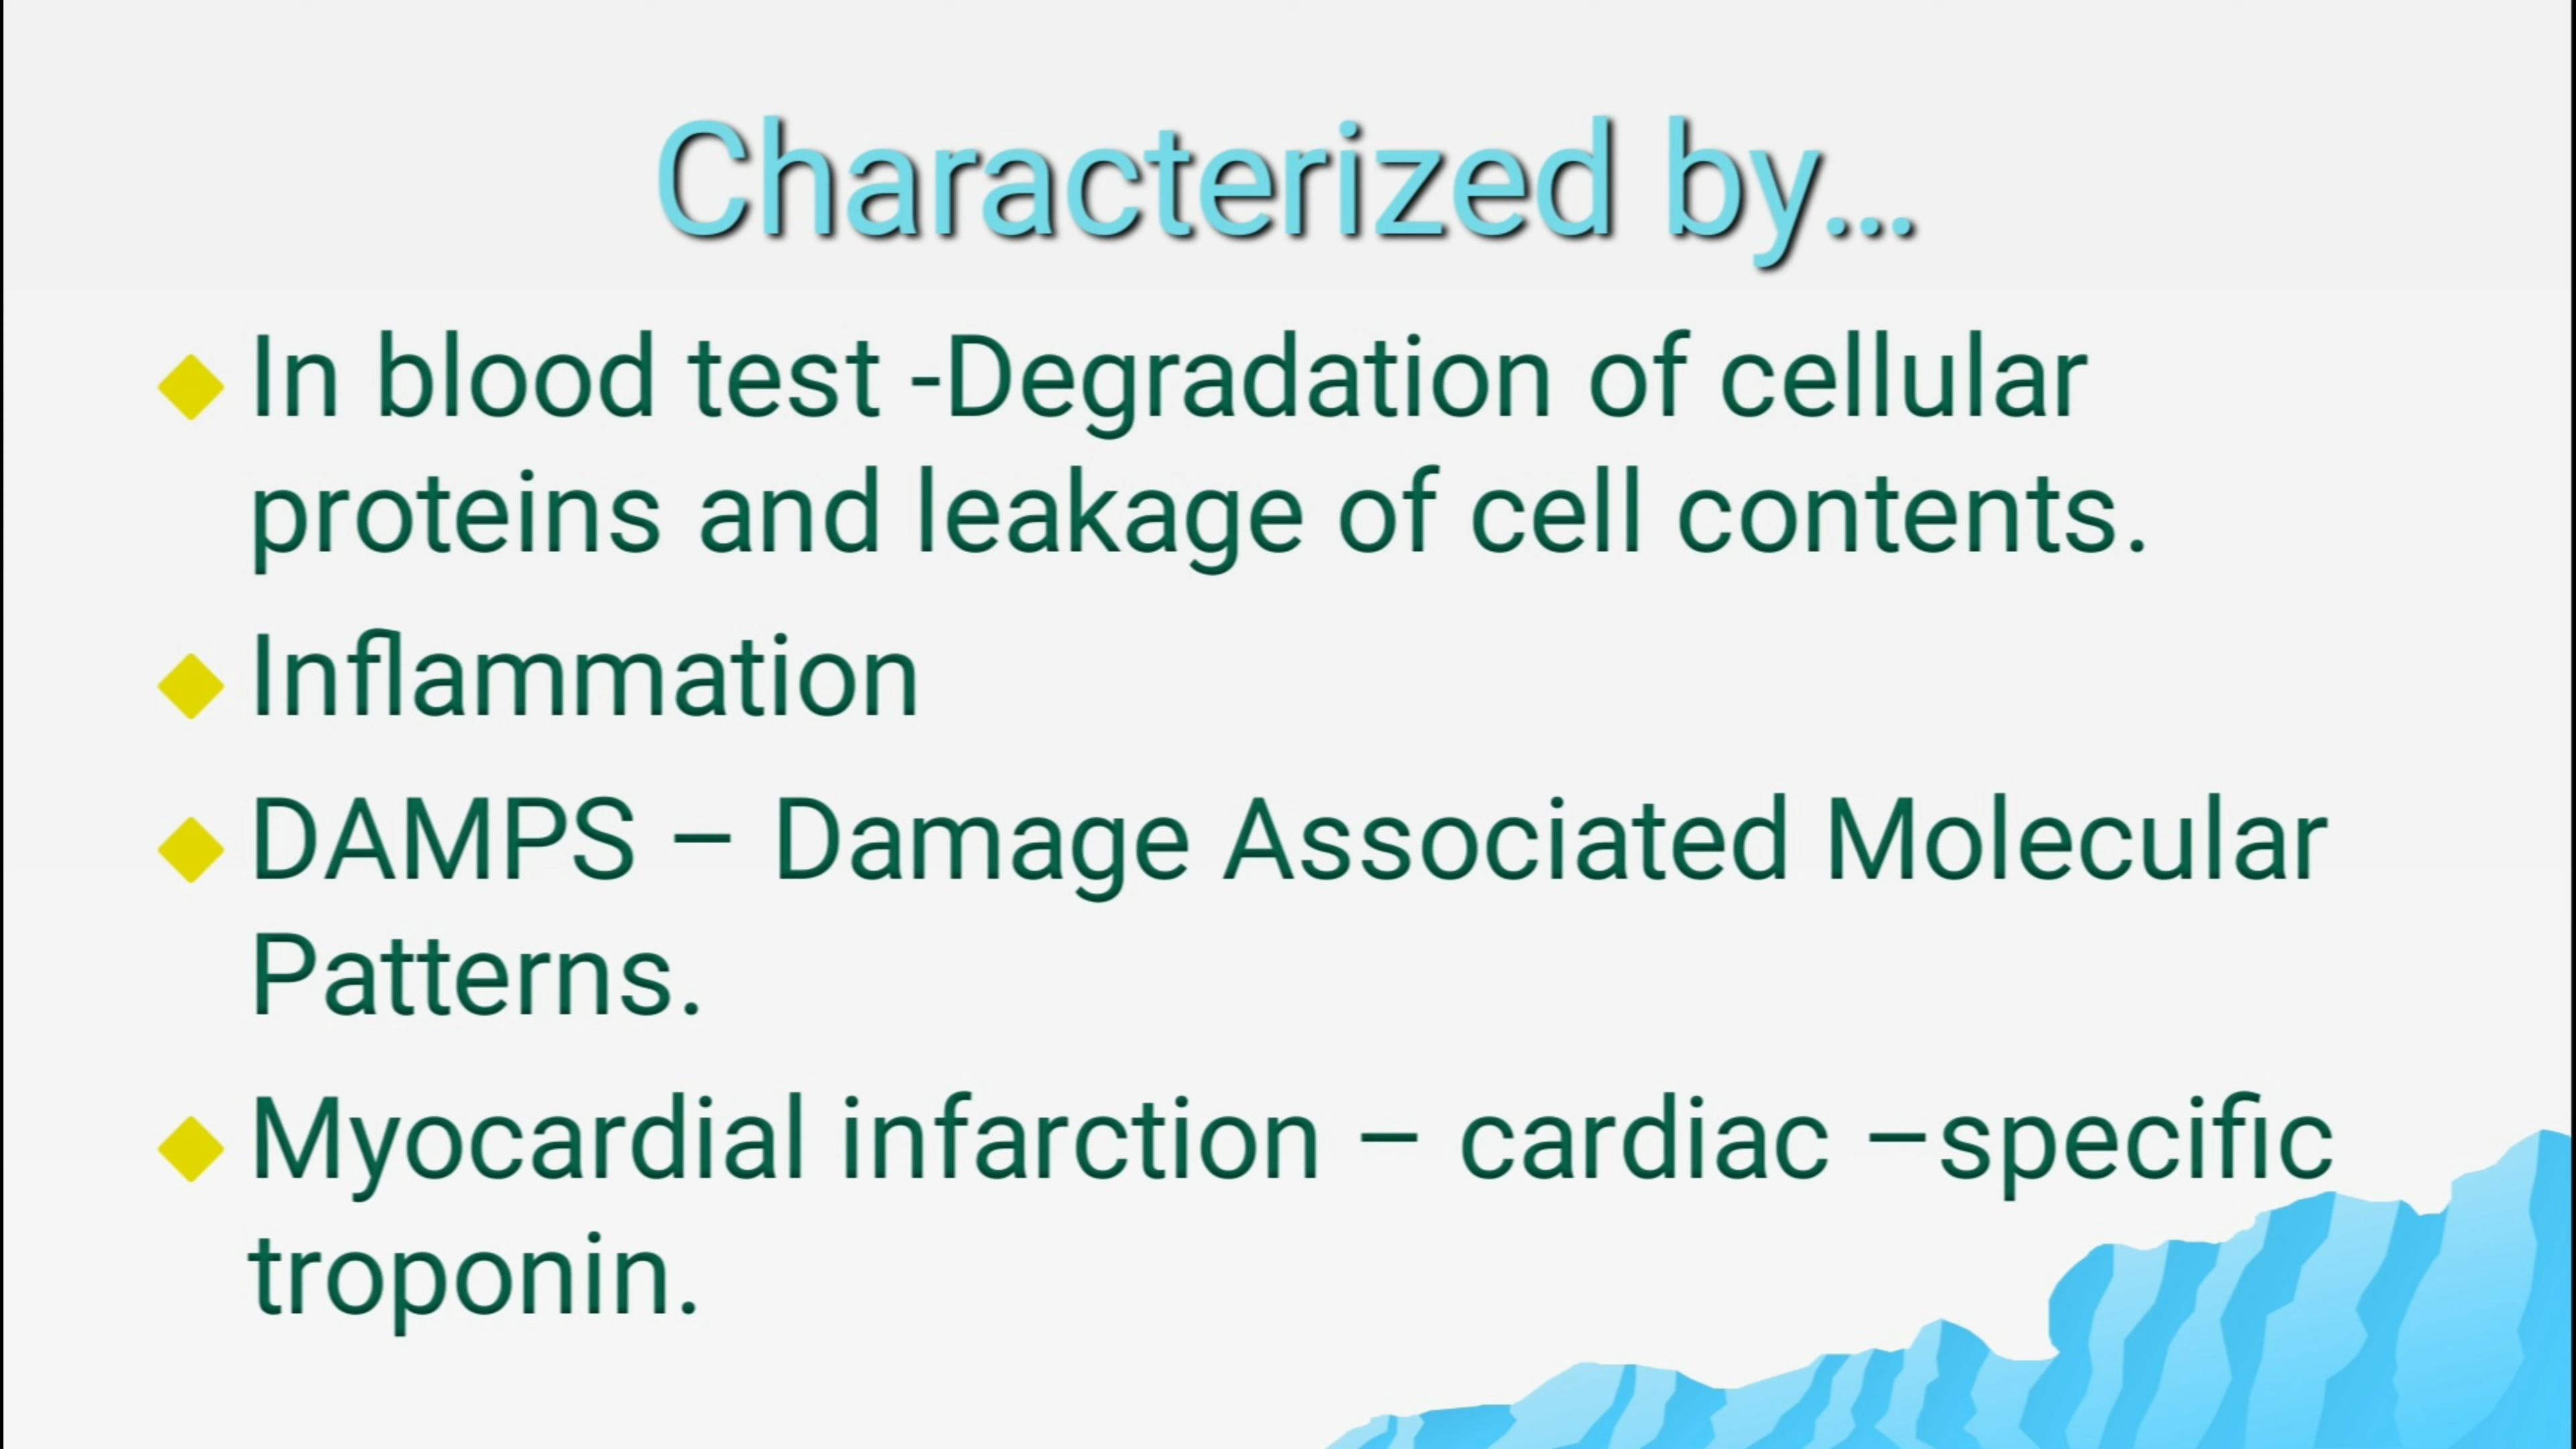 Characterized by...
In blood test -Degradation of cellular
proteins and leakage of cell contents.
Inflammation
DAMPS – Damage Associated Molecular
Patterns.
Myocardial infarction – cardiac –specific
troponin.